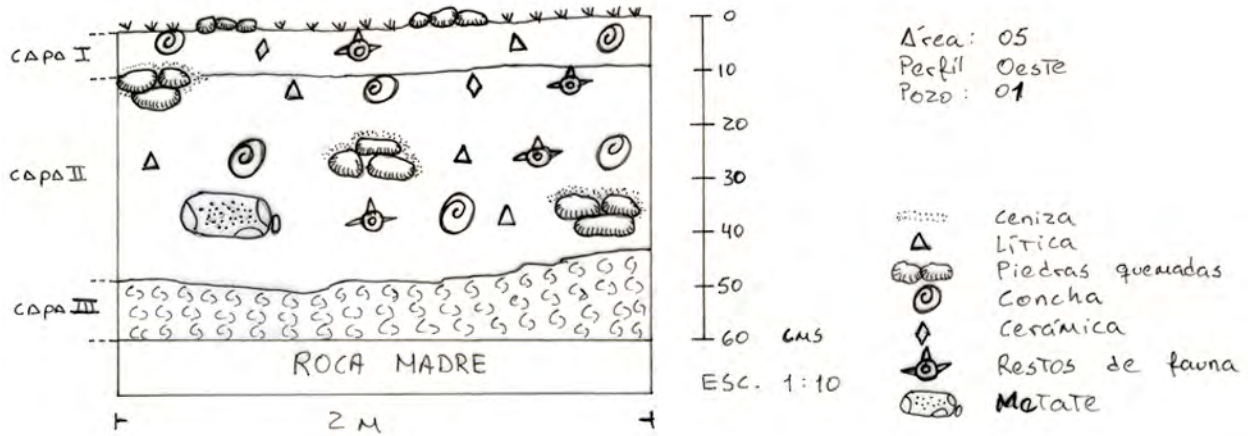 CAPA I
CAPA II
CAPA III
ROCA MADRE
2 M
0
10
20
30
40
50
60 CMS
ESC. 1:10
Área: 05
Perfil Oeste
Pozo: 01
Ceniza
Lítica
Piedras quemadas
Concha
Cerámica
Restos de fauna
Metate